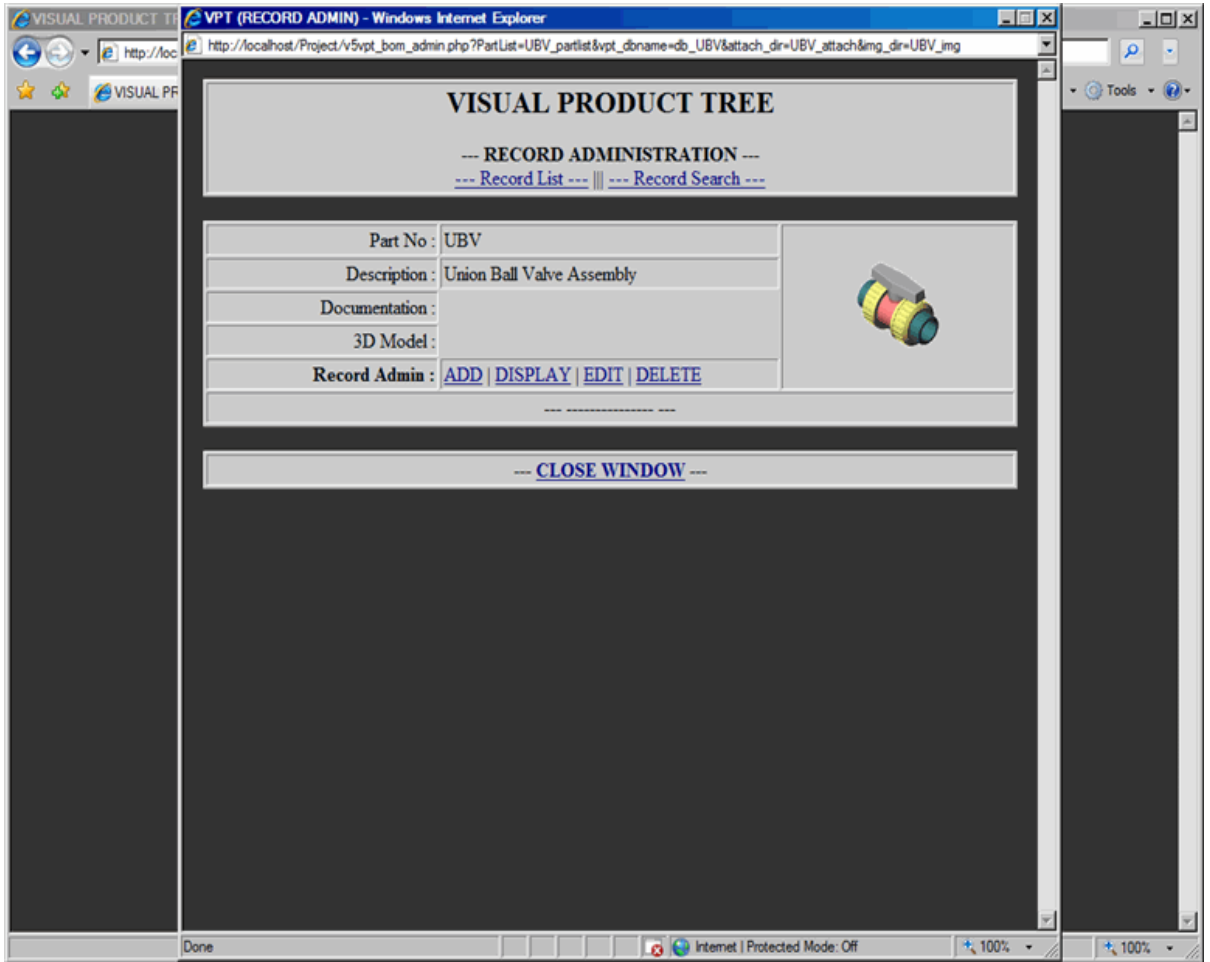 VISUAL PRODUCT TR
VPT (RECORD ADMIN) - Windows Internet Explorer
http://loc
http://localhost/Project/v5vpt_bom_admin.php?PartList=UBV_partlist&vpt_dbname=db_UBV&attach_dir=UBV_attach&img_dir=UBV_img
VISUAL PR
Tools
VISUAL PRODUCT TREE
--- RECORD ADMINISTRATION ---
--- Record List --- ||| --- Record Search ---
Part No : UBV
Description : Union Ball Valve Assembly
Documentation :
3D Model :
Record Admin : ADD | DISPLAY | EDIT | DELETE
--- --------------- ---
--- CLOSE WINDOW ---
Done
Internet | Protected Mode: Off
100%
100%